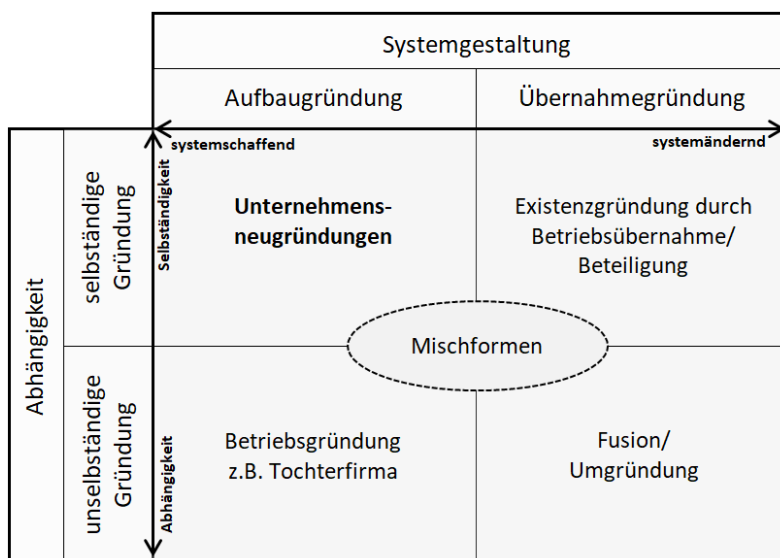 Systemgestaltung
Aufbaugründung
Übernahmegründung
systemschaffend
systemändernd
Abhängigkeit
selbständige
Gründung
Selbständigkeit
Unternehmens-
neugründungen
Existenzgründung durch
Betriebsübernahme/
Beteiligung
Mischformen
unselbständige
Gründung
Abhängigkeit
Betriebsgründung
z.B. Tochterfirma
Fusion/
Umgründung